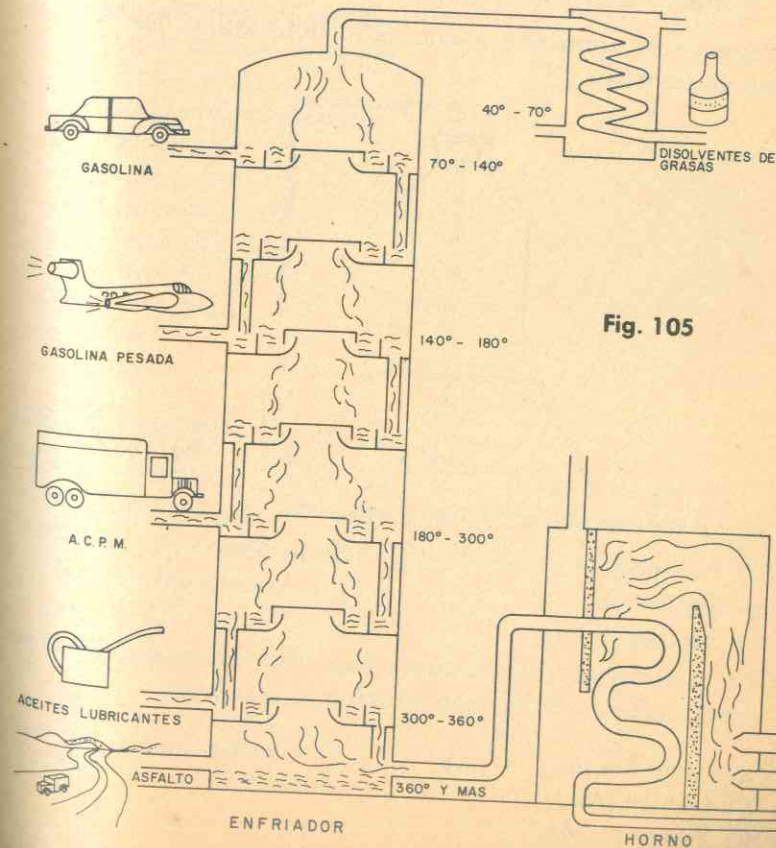 40° - 70°
DISOLVENTES DE
GRASAS
GASOLINA
70° - 140°
Fig. 105
GASOLINA PESADA
140° - 180°
A. C. P. M.
180° - 300°
ACEITES LUBRICANTES
300° - 360°
ASFALTO
360° Y MAS
ENFRIADOR
HORNO